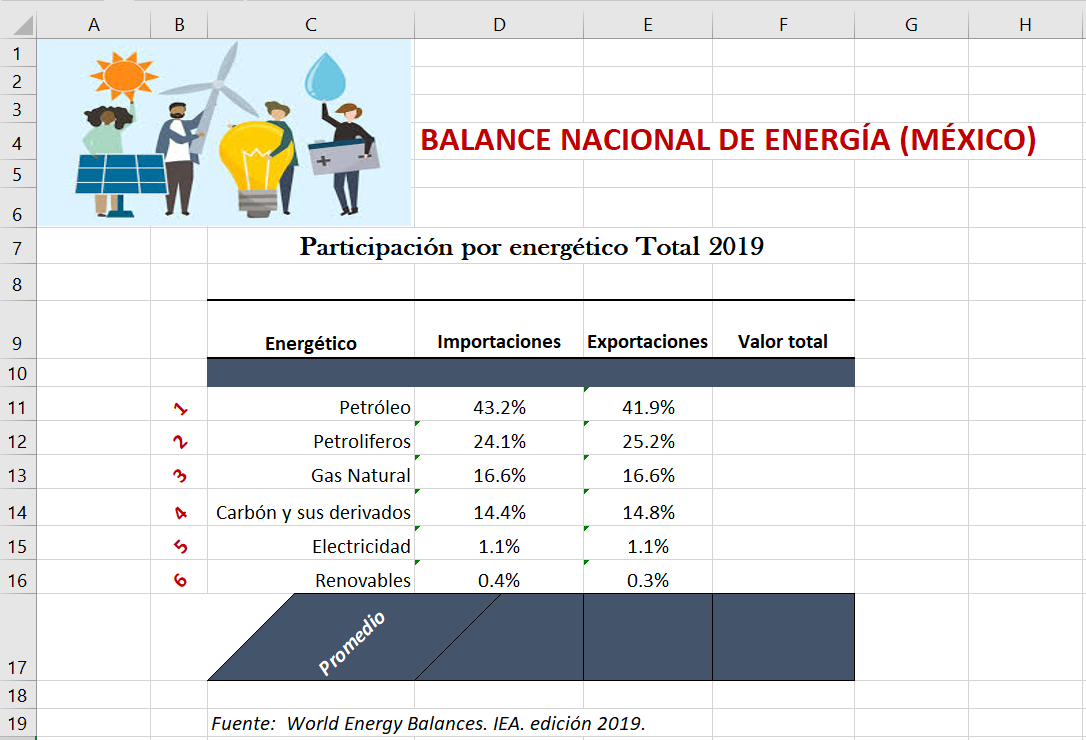 A B C D E F G H
1
2
3
4 BALANCE NACIONAL DE ENERGÍA (MÉXICO)
5
6
7 Participación por energético Total 2019
8
9 Energético Importaciones Exportaciones Valor total
10
11 1 Petróleo 43.2% 41.9%
12 2 Petroliferos 24.1% 25.2%
13 3 Gas Natural 16.6% 16.6%
14 4 Carbón y sus derivados 14.4% 14.8%
15 5 Electricidad 1.1% 1.1%
16 6 Renovables 0.4% 0.3%
17 Promedio
18
19 Fuente: World Energy Balances. IEA. edición 2019.